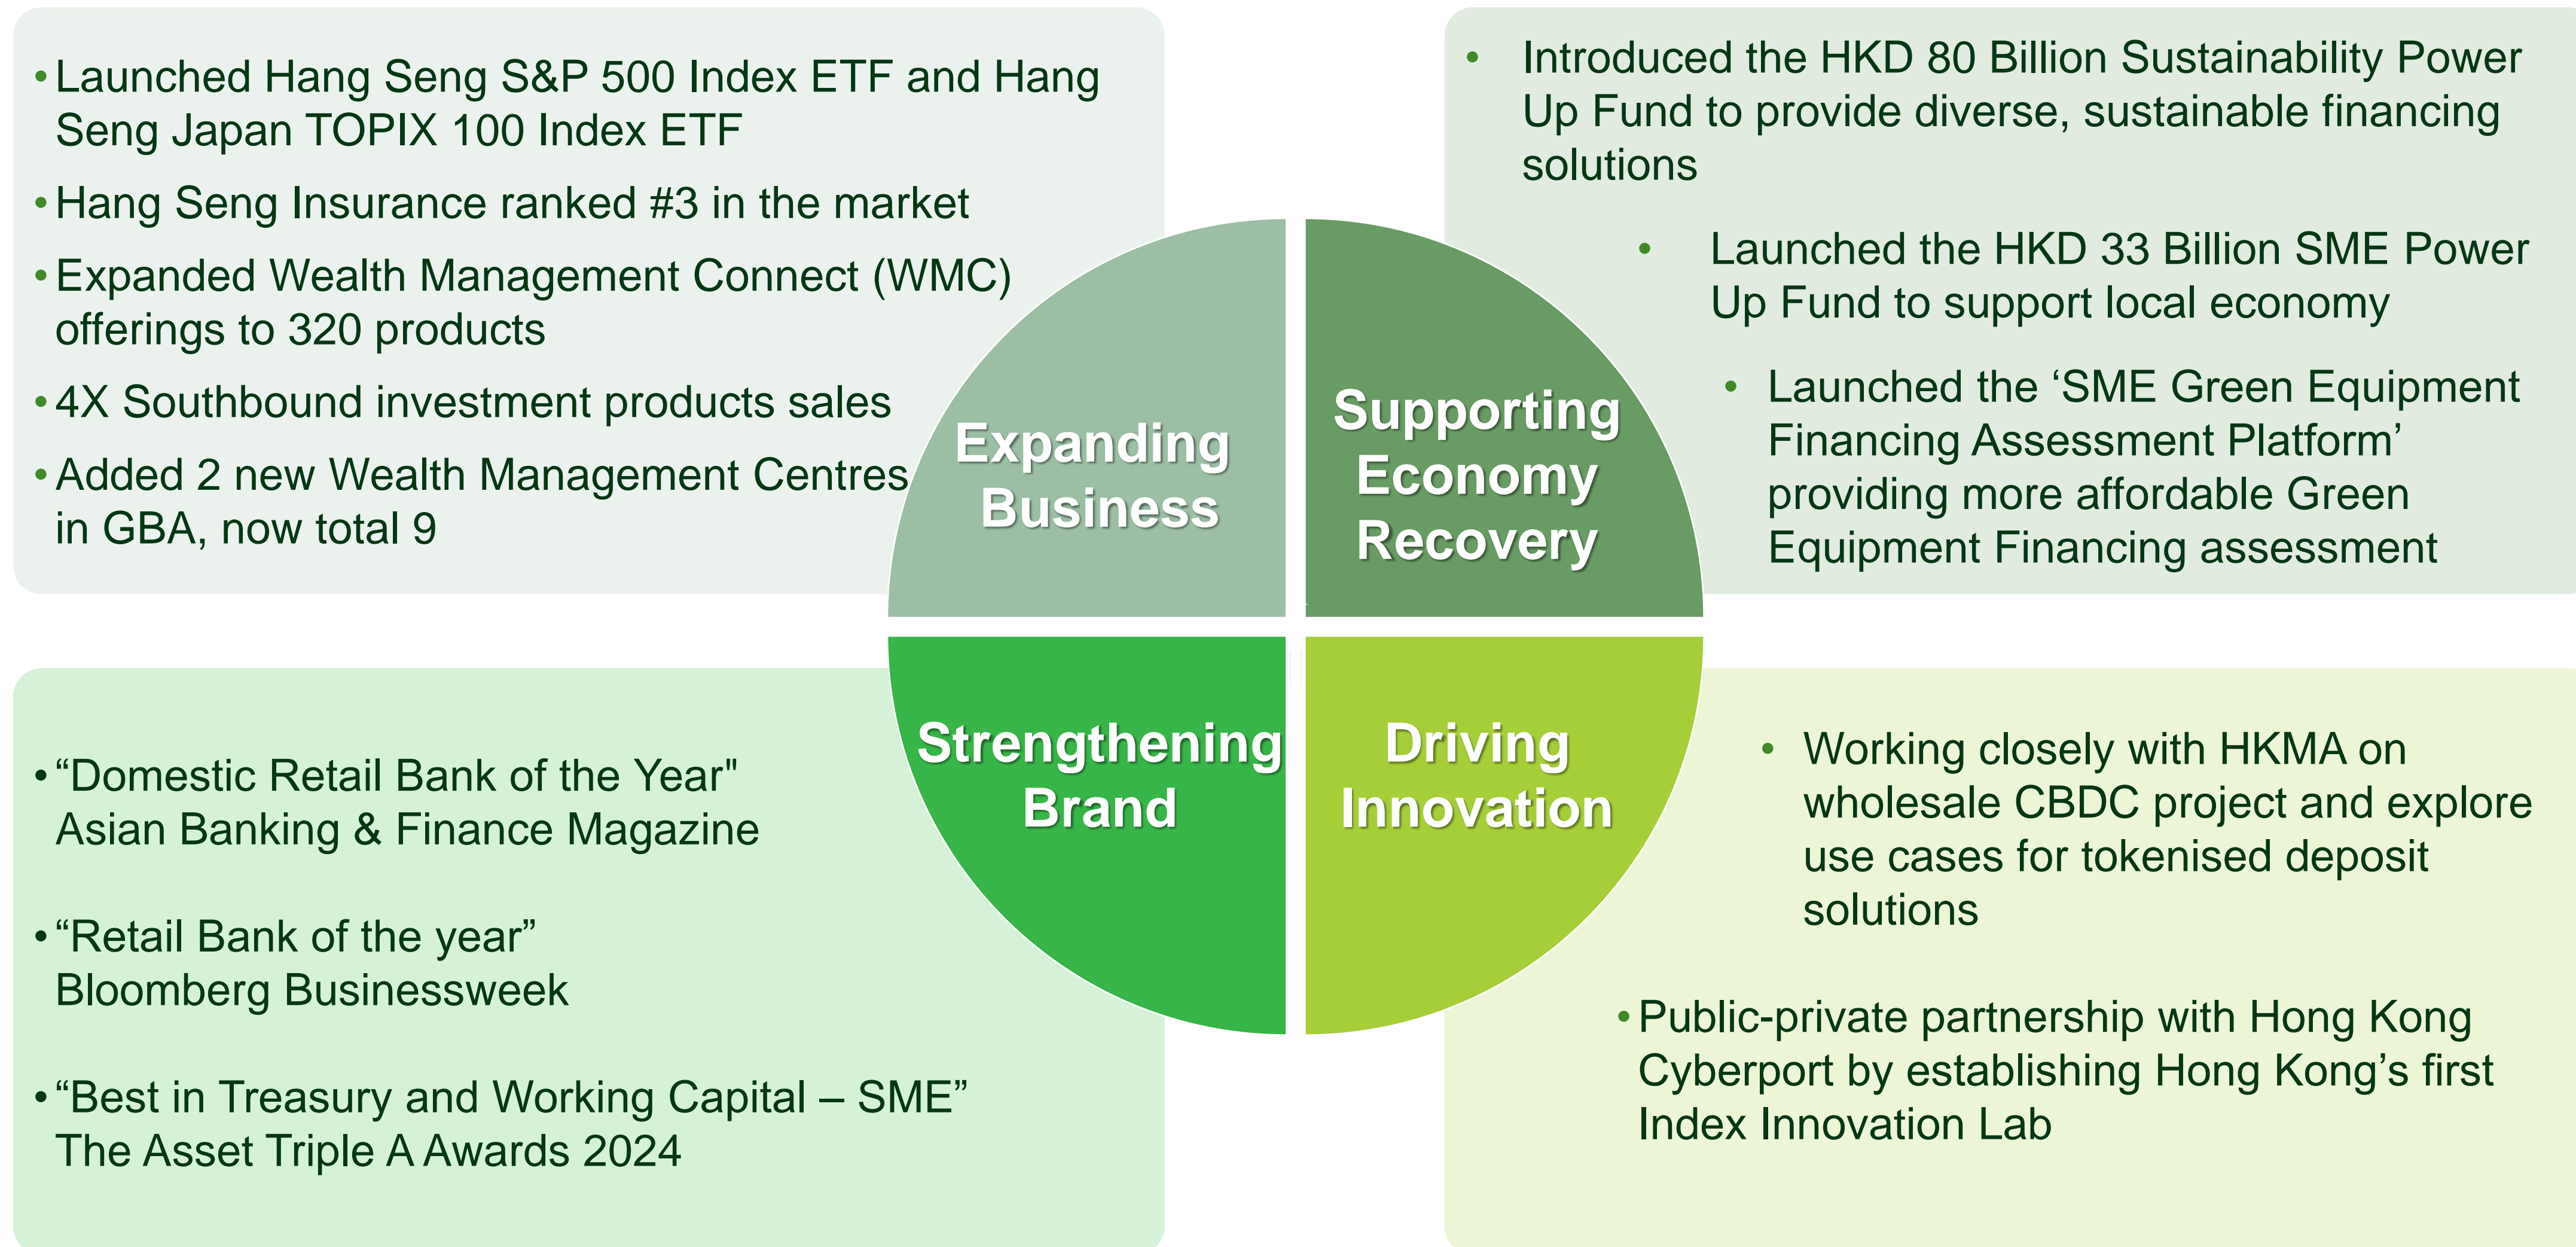 •Launched Hang Seng S&P 500 Index ETF and Hang
Seng Japan TOPIX 100 Index ETF
•Hang Seng Insurance ranked #3 in the market
•Expanded Wealth Management Connect (WMC)
offerings to 320 products
•4X Southbound investment products sales
•Added 2 new Wealth Management Centres
in GBA, now total 9
• Introduced the HKD 80 Billion Sustainability Power
Up Fund to provide diverse, sustainable financing
solutions
• Launched the HKD 33 Billion SME Power
Up Fund to support local economy
• Launched the ‘SME Green Equipment
Financing Assessment Platform’
providing more affordable Green
Equipment Financing assessment
Expanding
Business
Supporting
Economy
Recovery
Strengthening
Brand
Driving
Innovation
•“Domestic Retail Bank of the Year"
Asian Banking & Finance Magazine
•“Retail Bank of the year”
Bloomberg Businessweek
•“Best in Treasury and Working Capital – SME”
The Asset Triple A Awards 2024
• Working closely with HKMA on
wholesale CBDC project and explore
use cases for tokenised deposit
solutions
•Public-private partnership with Hong Kong
Cyberport by establishing Hong Kong’s first
Index Innovation Lab